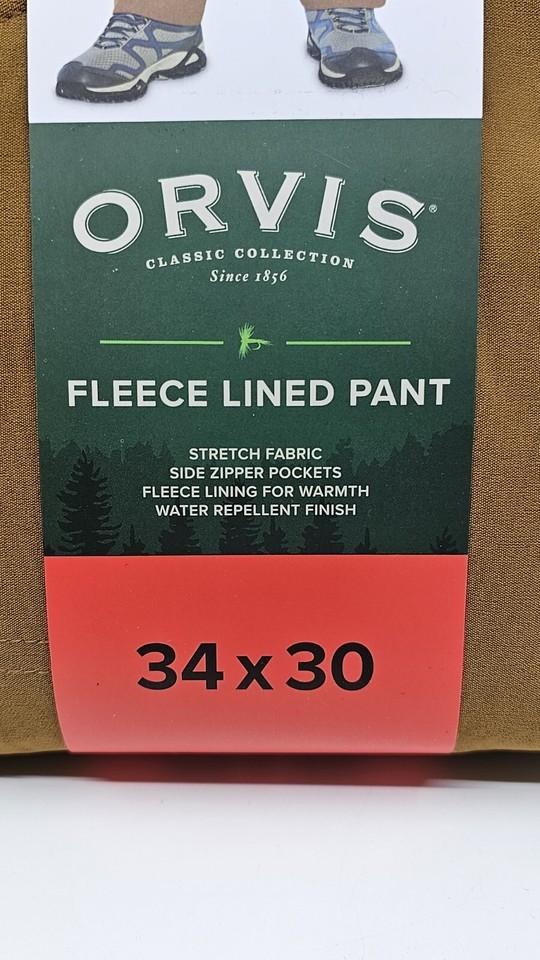 ORVIS®
CLASSIC COLLECTION
Since 1856
FLEECE LINED PANT
STRETCH FABRIC
SIDE ZIPPER POCKETS
FLEECE LINING FOR WARMTH
WATER REPELLENT FINISH
34 x 30